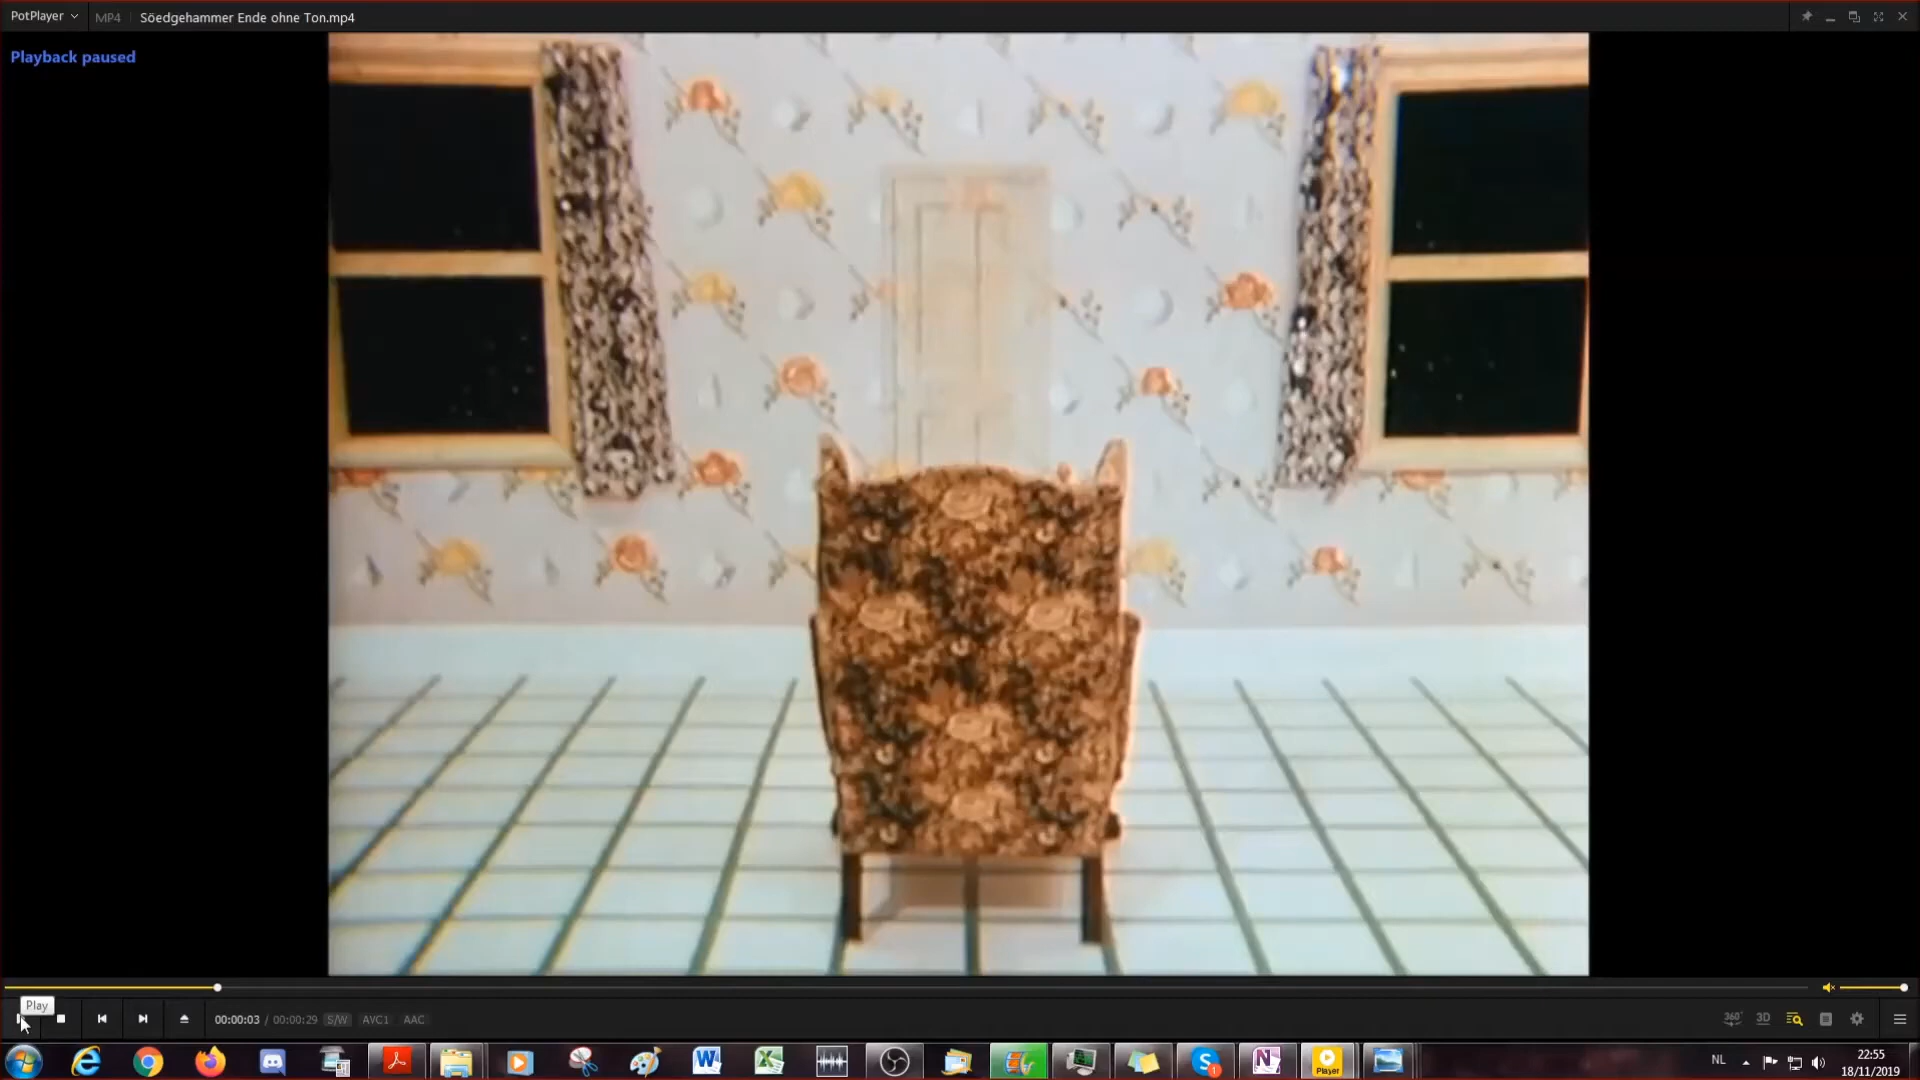 PotPlayer MP4 Söedgehammer Ende ohne Ton.mp4
Playback paused
Play
00:00:03 / 00:00:29 S/W AVC1 AAC
360° 3D
NL 22:55
18/11/2019
Player